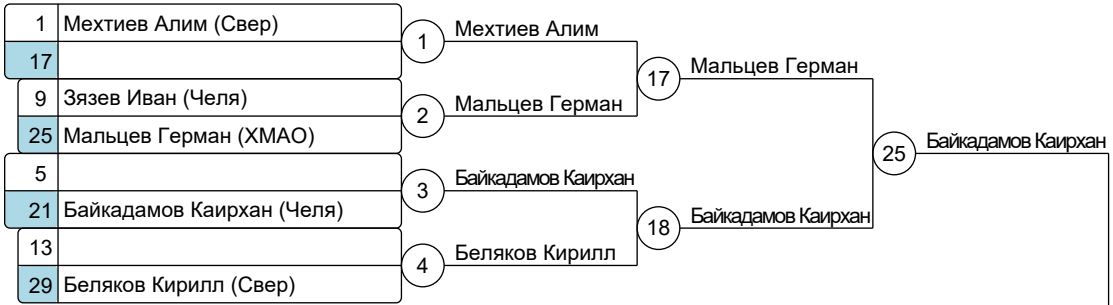 1 Мехтиев Алим (Свер)
17
9 Зязев Иван (Челя)
25 Мальцев Герман (ХМАО)
5
21 Байкадамов Каирхан (Челя)
13
29 Беляков Кирилл (Свер)
1 Мехтиев Алим
2 Мальцев Герман
3 Байкадамов Каирхан
4 Беляков Кирилл
17 Мальцев Герман
18 Байкадамов Каирхан
25 Байкадамов Каирхан